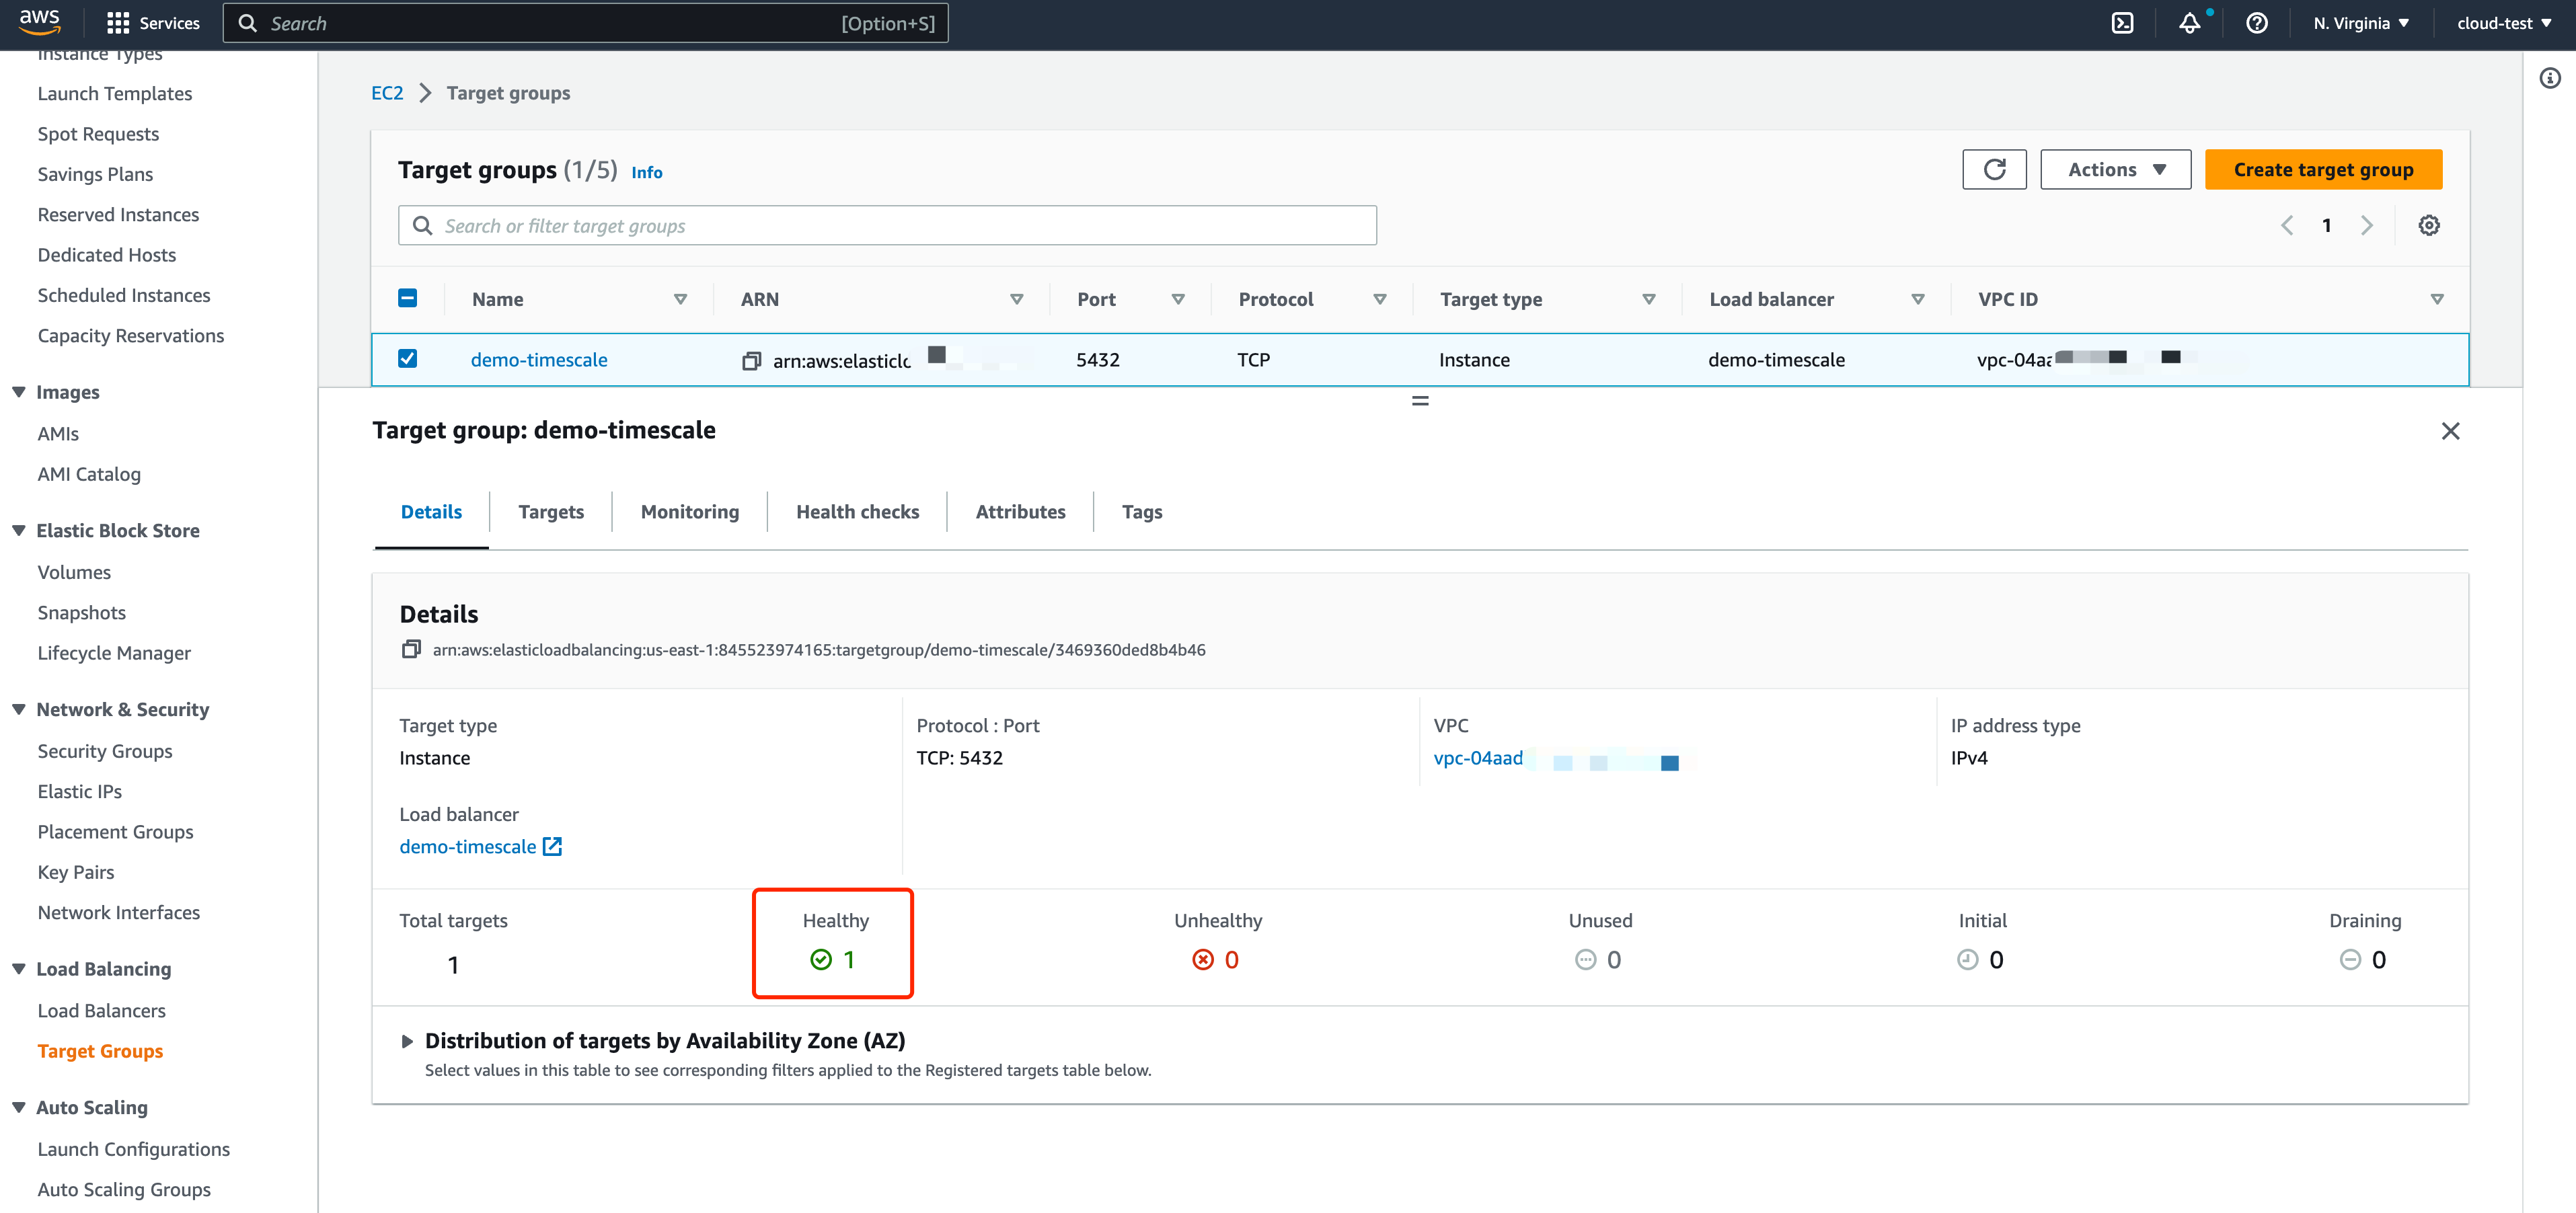 aws Services Search [Option+S] N. Virginia cloud-test
Instance Types
Launch Templates
Spot Requests
Savings Plans
Reserved Instances
Dedicated Hosts
Scheduled Instances
Capacity Reservations
Images
AMIs
AMI Catalog
Elastic Block Store
Volumes
Snapshots
Lifecycle Manager
Network & Security
Security Groups
Elastic IPs
Placement Groups
Key Pairs
Network Interfaces
Load Balancing
Load Balancers
Target Groups
Auto Scaling
Launch Configurations
Auto Scaling Groups
EC2 Target groups
Target groups (1/5) Info
Actions Create target group
Search or filter target groups
1
Name ARN Port Protocol Target type Load balancer VPC ID
demo-timescale arn:aws:elasticlc 5432 TCP Instance demo-timescale vpc-04aa
Target group: demo-timescale
Details Targets Monitoring Health checks Attributes Tags
Details
arn:aws:elasticloadbalancing:us-east-1:845523974165:targetgroup/demo-timescale/3469360ded8b4b46
Target type Protocol : Port VPC IP address type
Instance TCP: 5432 vpc-04aad IPv4
Load balancer
demo-timescale
Total targets Healthy Unhealthy Unused Initial Draining
1 1 0 0 0 0
Distribution of targets by Availability Zone (AZ)
Select values in this table to see corresponding filters applied to the Registered targets table below.